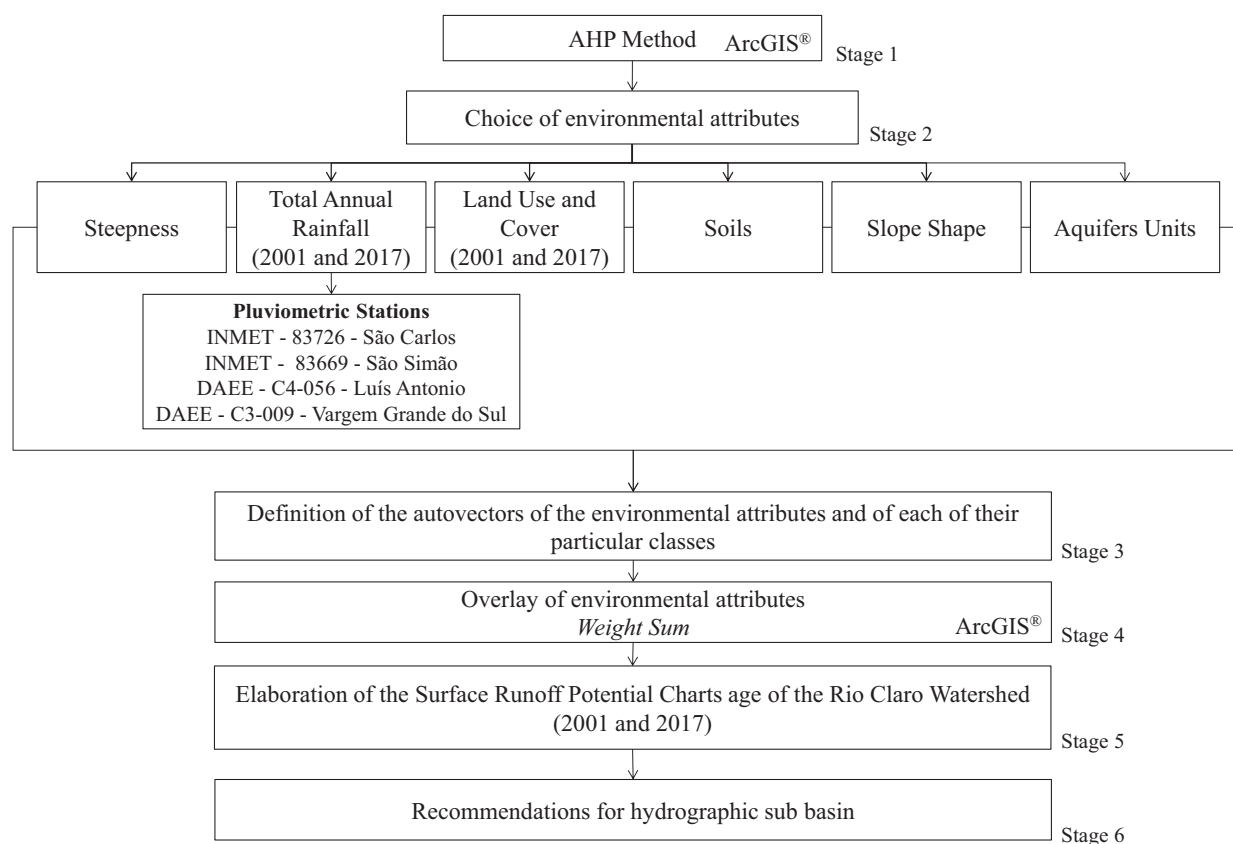 AHP Method ArcGIS®
Stage 1
Choice of environmental attributes
Stage 2
Steepness
Total Annual
Rainfall
(2001 and 2017)
Land Use and
Cover
(2001 and 2017)
Soils
Slope Shape
Aquifers Units
Pluviometric Stations
INMET - 83726 - São Carlos
INMET - 83669 - São Simão
DAEE - C4-056 - Luís Antonio
DAEE - C3-009 - Vargem Grande do Sul
Definition of the autovectors of the environmental attributes and of each of their
particular classes
Stage 3
Overlay of environmental attributes
Weight Sum ArcGIS®
Stage 4
Elaboration of the Surface Runoff Potential Charts age of the Rio Claro Watershed
(2001 and 2017)
Stage 5
Recommendations for hydrographic sub basin
Stage 6